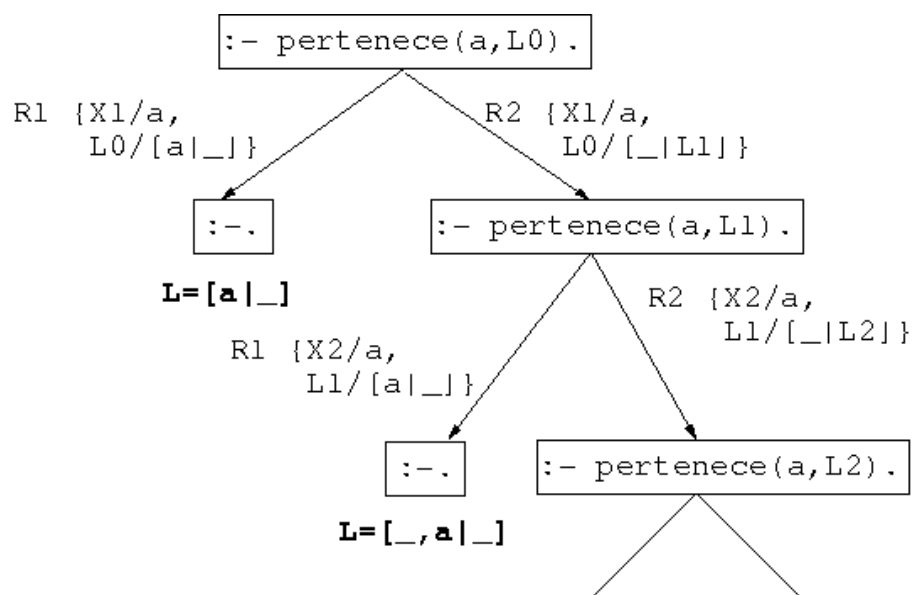 :- pertenece(a,L0).
R1 {X1/a,
L0/[a|_]}
R2 {X1/a,
L0/[_|L1]}
:-.
:- pertenece(a,L1).
L=[a|_]
R2 {X2/a,
L1/[_|L2]}
R1 {X2/a,
L1/[a|_]}
:-.
:- pertenece(a,L2).
L=[_,a|_]